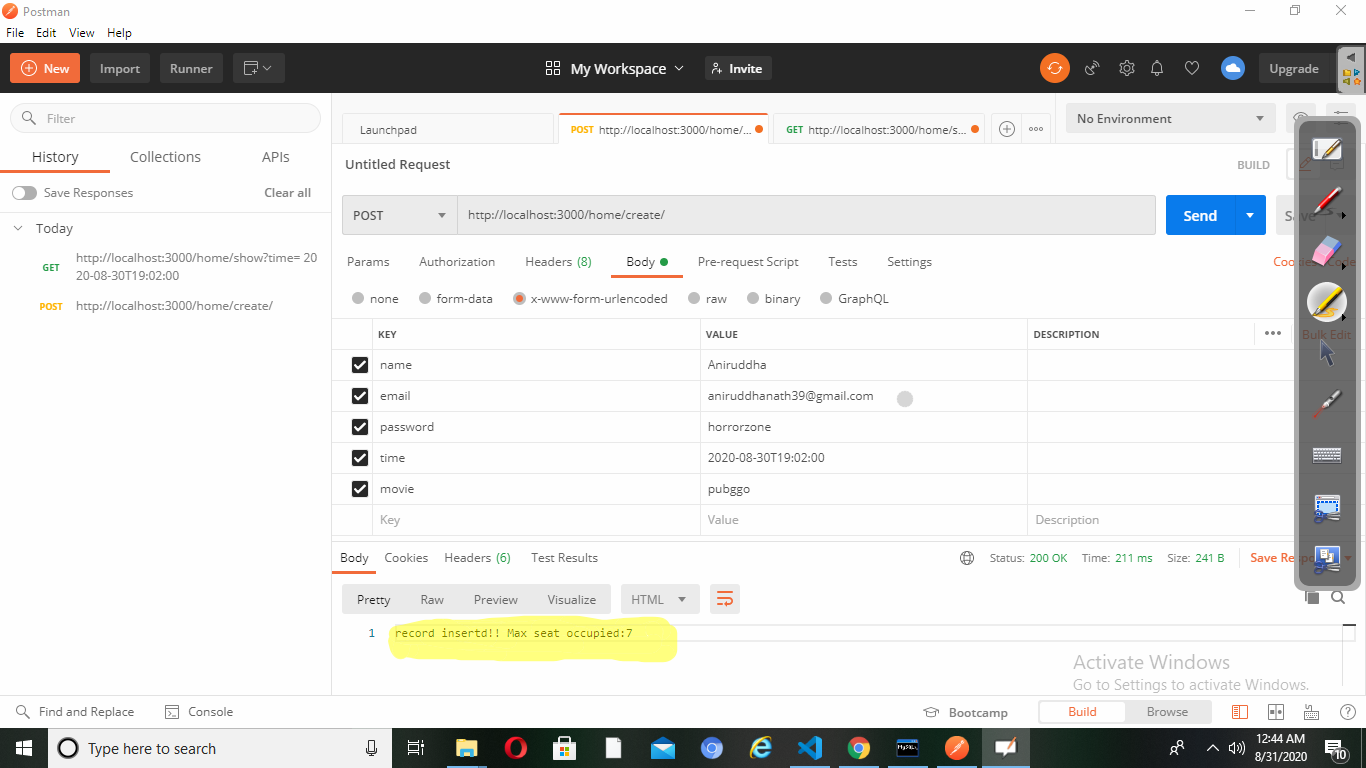 Postman
File Edit View Help
New Import Runner My Workspace Invite Upgrade
Filter
History Collections APIs
Save Responses Clear all
Today
GET http://localhost:3000/home/show?time= 20
20-08-30T19:02:00
POST http://localhost:3000/home/create/
Launchpad POST http://localhost:3000/home/... GET http://localhost:3000/home/s... No Environment
Untitled Request BUILD
POST http://localhost:3000/home/create/ Send
Params Authorization Headers (8) Body Pre-request Script Tests Settings
none form-data x-www-form-urlencoded raw binary GraphQL
KEY VALUE DESCRIPTION Bulk Edit
name Aniruddha
email aniruddhanath39@gmail.com
password horrorzone
time 2020-08-30T19:02:00
movie pubggo
Key Value Description
Body Cookies Headers (6) Test Results Status: 200 OK Time: 211 ms Size: 241 B Save
Pretty Raw Preview Visualize HTML
1 record insertd!! Max seat occupied:7
Activate Windows
Go to Settings to activate Windows.
Find and Replace Console Bootcamp Build Browse
Type here to search MySQL 12:44 AM
8/31/2020 10